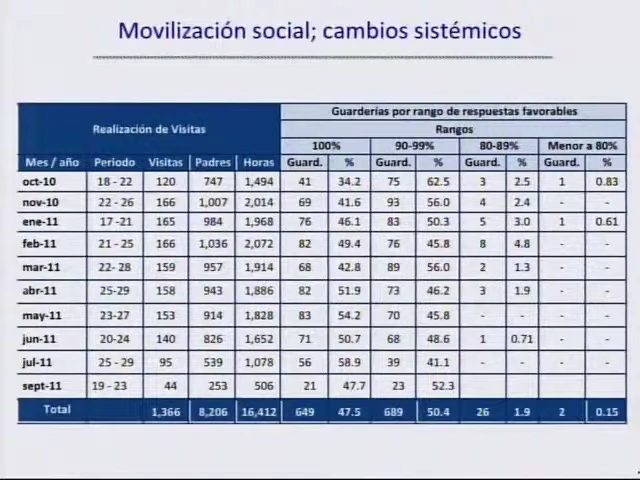 Movilización social; cambios sistémicos
Guarderías por rango de respuestas favorables
Realización de Visitas Rangos
100% 90-99% 80-89% Menor a 80%
Mes / año Periodo Visitas Padres Horas Guard. % Guard. % Guard. % Guard. %
oct-10 18 - 22 120 747 1,494 41 34.2 75 62.5 3 2.5 1 0.83
nov-10 22 - 26 166 1,007 2,014 69 41.6 93 56.0 4 2.4 - -
ene-11 17 -21 165 984 1,968 76 46.1 83 50.3 5 3.0 1 0.61
feb-11 21 - 25 166 1,036 2,072 82 49.4 76 45.8 8 4.8 - -
mar-11 22- 28 159 957 1,914 68 42.8 89 56.0 2 1.3 - -
abr-11 25-29 158 943 1,886 82 51.9 73 46.2 3 1.9 - -
may-11 23-27 153 914 1,828 83 54.2 70 45.8 - - - -
jun-11 20-24 140 826 1,652 71 50.7 68 48.6 1 0.71 - -
jul-11 25 - 29 95 539 1,078 56 58.9 39 41.1 - - - -
sept-11 19 - 23 44 253 506 21 47.7 23 52.3
Total 1,366 8,206 16,412 649 47.5 689 50.4 26 1.9 2 0.15